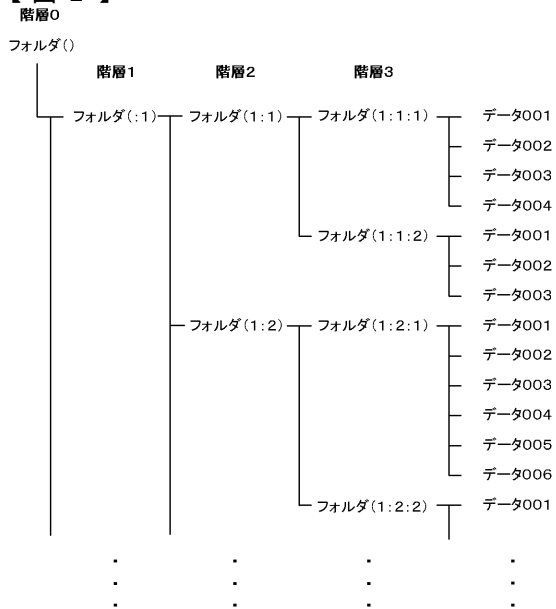 階層0
フォルダ()
階層1 階層2 階層3
フォルダ(:1) フォルダ(1:1) フォルダ(1:1:1) データ001
データ002
データ003
データ004
フォルダ(1:1:2) データ001
データ002
データ003
フォルダ(1:2) フォルダ(1:2:1) データ001
データ002
データ003
データ004
データ005
データ006
フォルダ(1:2:2) データ001